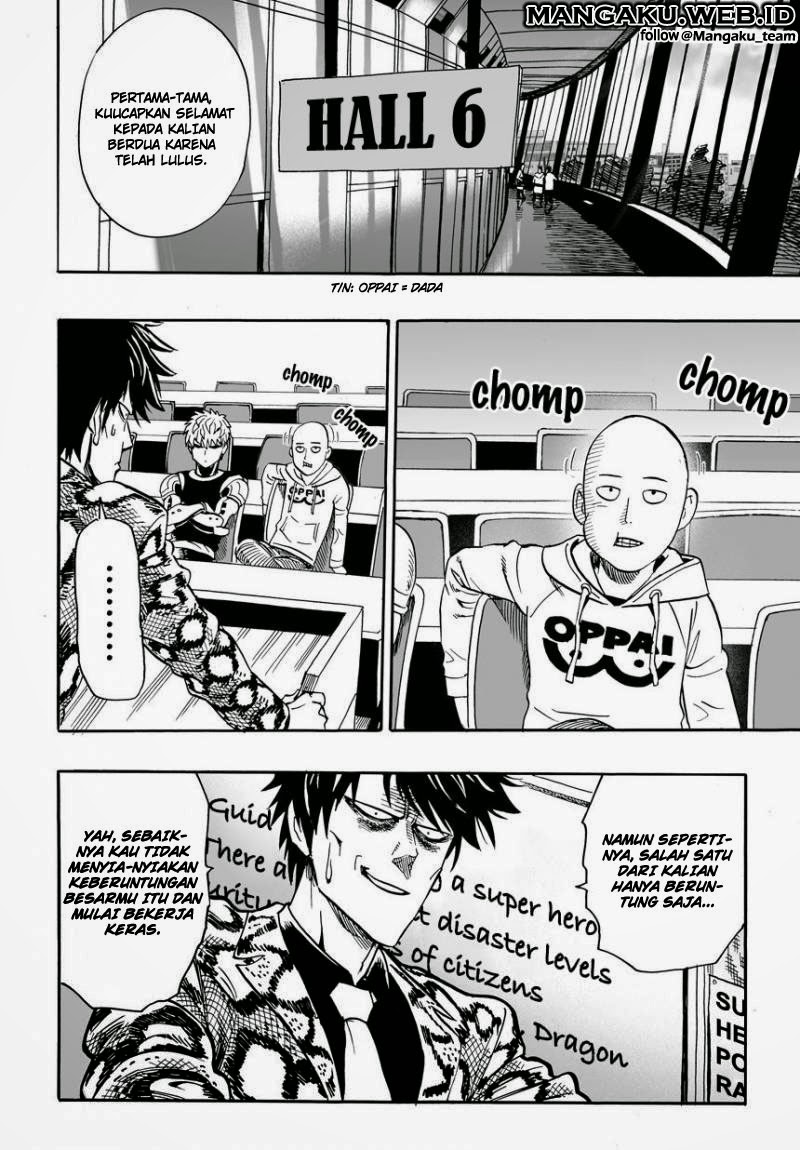 MANGAKU.WEB.ID
follow @Mangaku_team
PERTAMA-TAMA,
KUUCAPKAN SELAMAT
KEPADA KALIAN
BERDUA KARENA
TELAH LULUS.
HALL 6
T/N: OPPAI = DADA
chomp
chomp
OPPAI
chomp
chomp
OPPAI
.........
NAMUN SEPERTI-
NYA, SALAH SATU
DARI KALIAN
HANYA BERUN-
TUNG SAJA...
YAH, SEBAIK-
NYA KAU TIDAK
MENYIA-NYIAKAN
KEBERUNTUNGAN
BESARMU ITU DAN
MULAI BEKERJA
KERAS.
Guid
There a
g a super hero
t disaster levels
s of citizens
Dragon
SU
HE
PO
RA